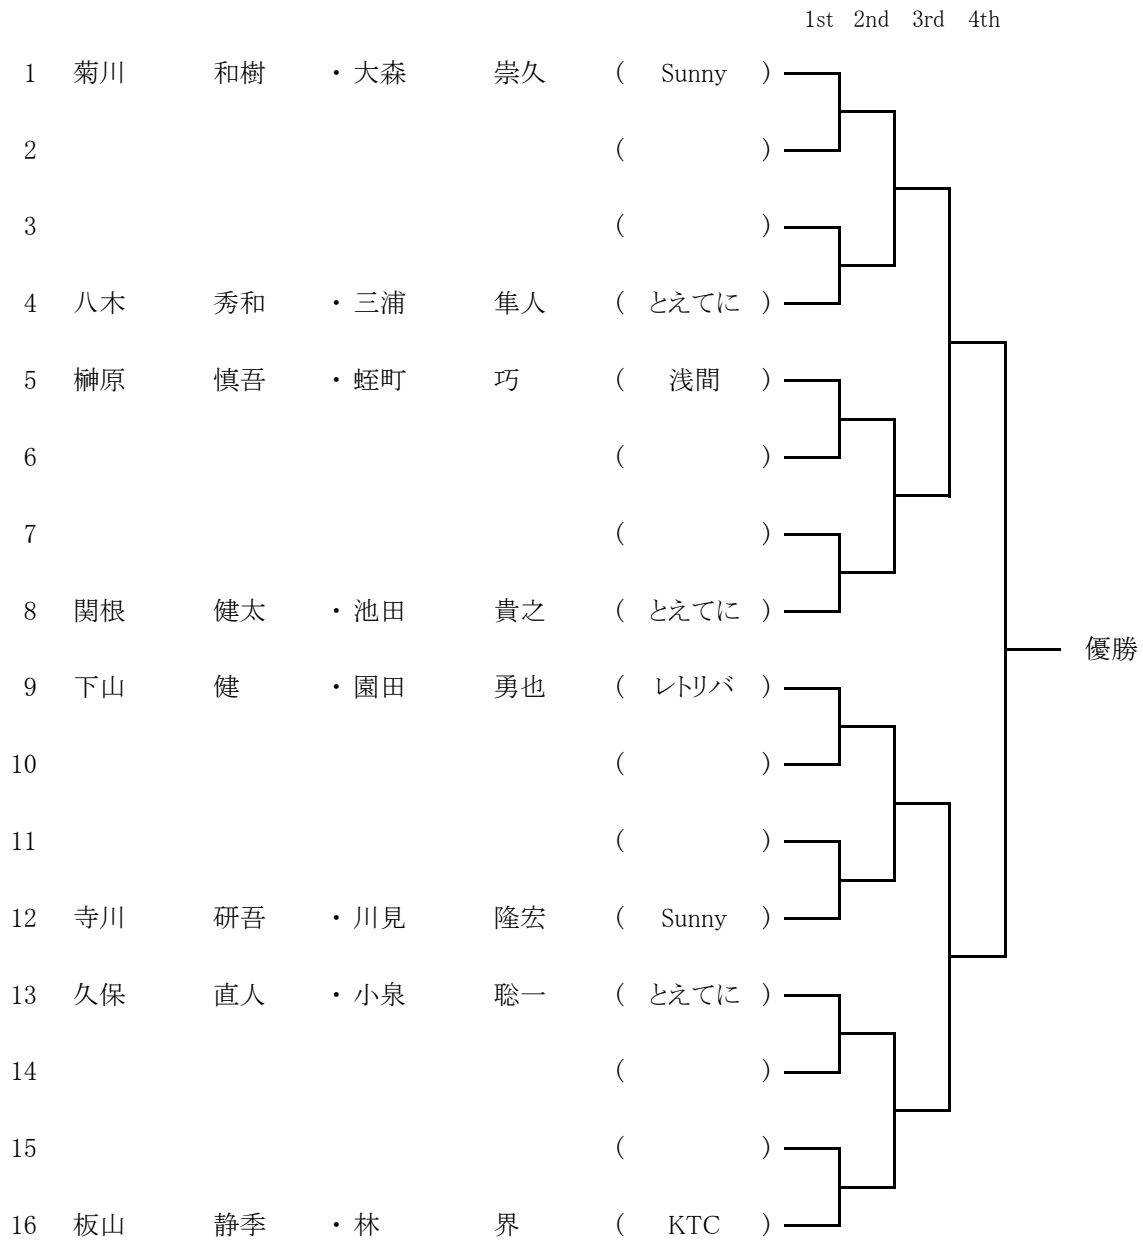 1st 2nd 3rd 4th
1 菊川 和樹 ・ 大森 崇久 ( Sunny )
2 ( )
3 ( )
4 八木 秀和 ・ 三浦 隼人 ( とえてに )
5 榊原 慎吾 ・ 蛭町 巧 ( 浅間 )
6 ( )
7 ( )
8 関根 健太 ・ 池田 貴之 ( とえてに )
優勝
9 下山 健 ・ 園田 勇也 ( レトリバ )
10 ( )
11 ( )
12 寺川 研吾 ・ 川見 隆宏 ( Sunny )
13 久保 直人 ・ 小泉 聡一 ( とえてに )
14 ( )
15 ( )
16 板山 静季 ・ 林 界 ( KTC )